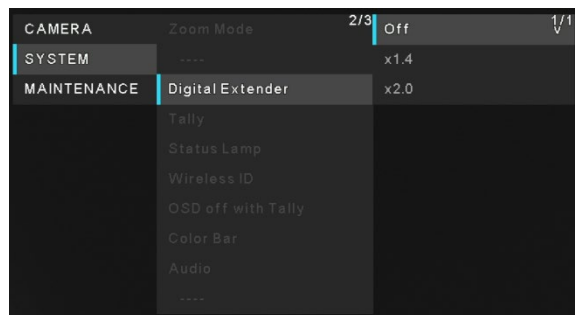 CAMERA
SYSTEM
MAINTENANCE
2/3
Zoom Mode
----
Digital Extender
Tally
Status Lamp
Wireless ID
OSD off with Tally
Color Bar
Audio
----
1/1
Off
x1.4
x2.0